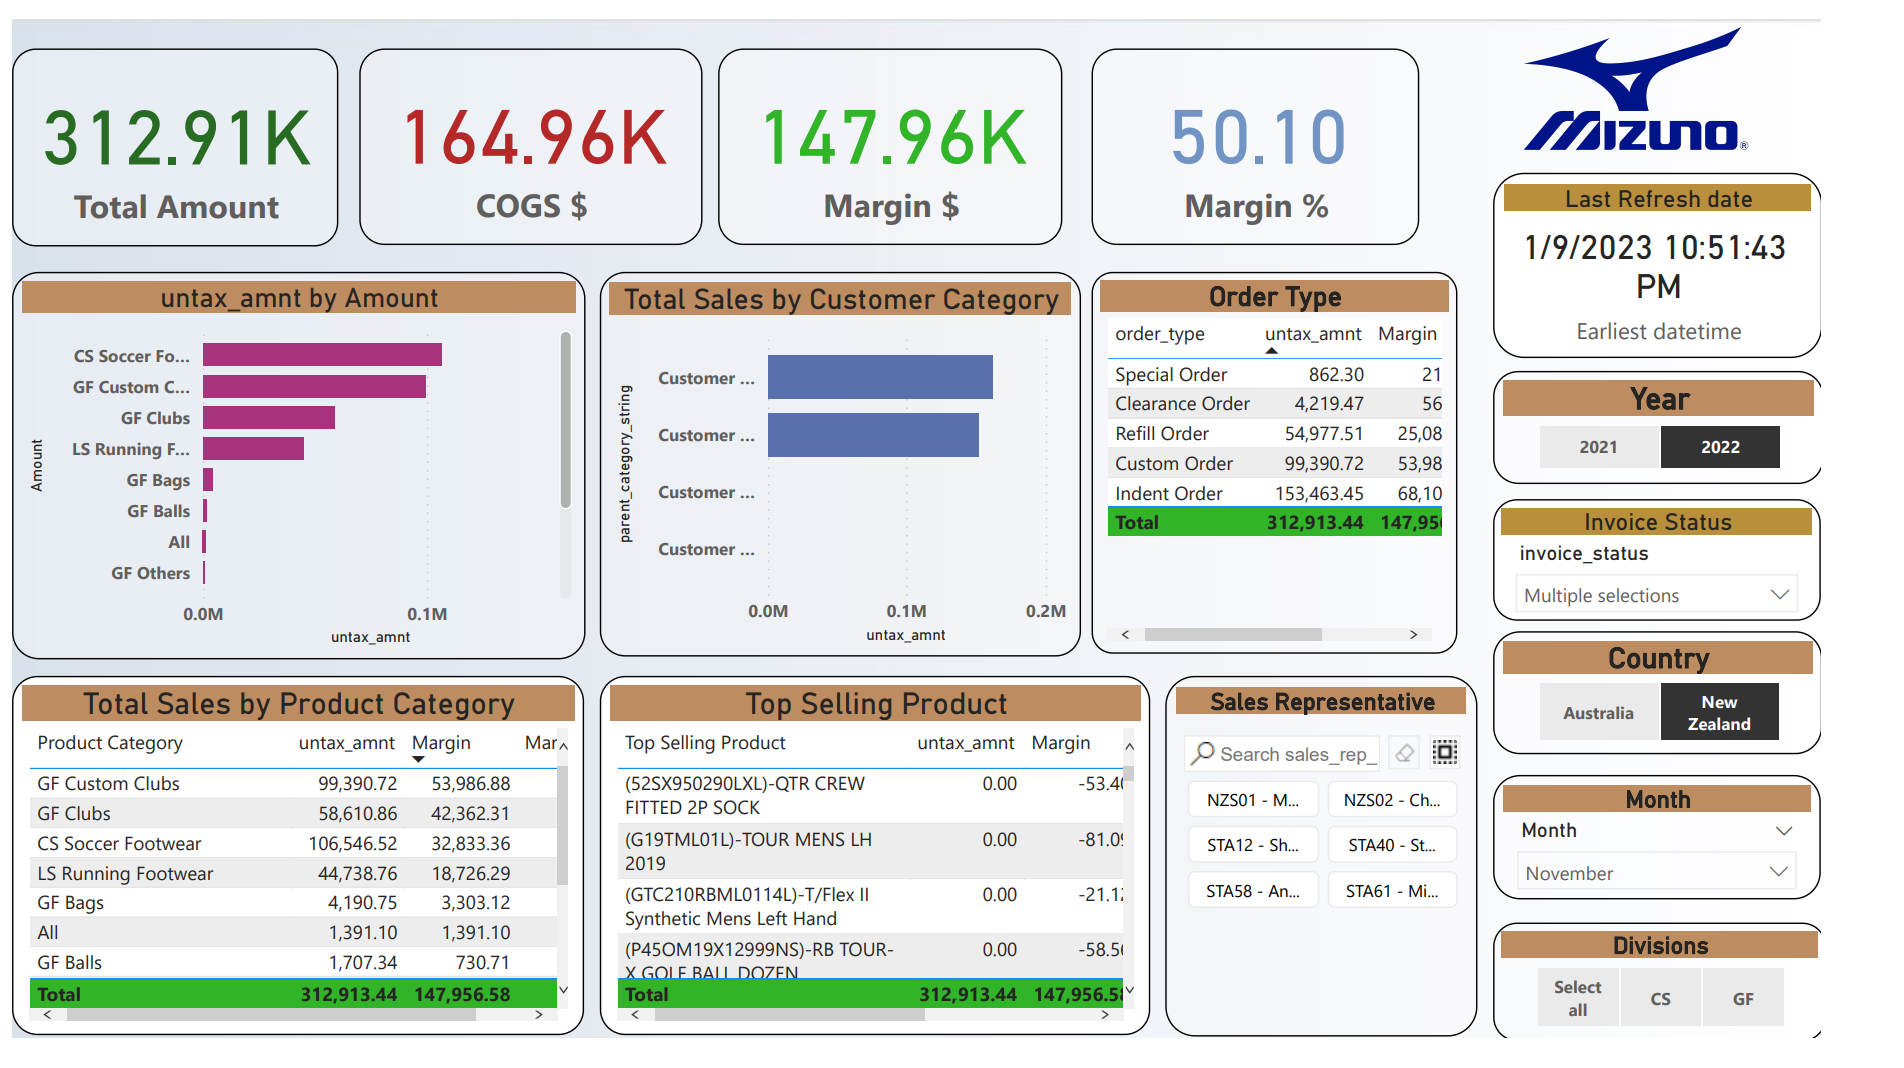 312.91K
Total Amount
164.96K
COGS $
147.96K
Margin $
50.10
Margin %
MIZUNO®
Last Refresh date
1/9/2023 10:51:43
PM
Earliest datetime
untax_amnt by Amount
Amount
CS Soccer Fo...
GF Custom C...
GF Clubs
LS Running F...
GF Bags
GF Balls
All
GF Others
0.0M 0.1M
untax_amnt
Total Sales by Customer Category
parent_category_string
Customer ...
Customer ...
Customer ...
Customer ...
0.0M 0.1M 0.2M
untax_amnt
Order Type
order_type untax_amnt Margin
Special Order 862.30 21
Clearance Order 4,219.47 56
Refill Order 54,977.51 25,08
Custom Order 99,390.72 53,98
Indent Order 153,463.45 68,10
Total 312,913.44 147,95
Year
2021 2022
Invoice Status
invoice_status
Multiple selections
Country
Australia
New
Zealand
Total Sales by Product Category
Product Category untax_amnt Margin Mar
GF Custom Clubs 99,390.72 53,986.88
GF Clubs 58,610.86 42,362.31
CS Soccer Footwear 106,546.52 32,833.36
LS Running Footwear 44,738.76 18,726.29
GF Bags 4,190.75 3,303.12
All 1,391.10 1,391.10
GF Balls 1,707.34 730.71
Total 312,913.44 147,956.58
Top Selling Product
Top Selling Product untax_amnt Margin
(52SX950290LXL)-QTR CREW 0.00 -53.40
FITTED 2P SOCK
(G19TML01L)-TOUR MENS LH 0.00 -81.09
2019
(GTC210RBML0114L)-T/Flex II 0.00 -21.12
Synthetic Mens Left Hand
(P45OM19X12999NS)-RB TOUR- 0.00 -58.56
X GOLF BALL DOZEN
Total 312,913.44 147,956.58
Sales Representative
Search sales_rep_
NZS01 - M... NZS02 - Ch...
STA12 - Sh... STA40 - St...
STA58 - An... STA61 - Mi...
Month
Month
November
Divisions
Select
all
CS
GF